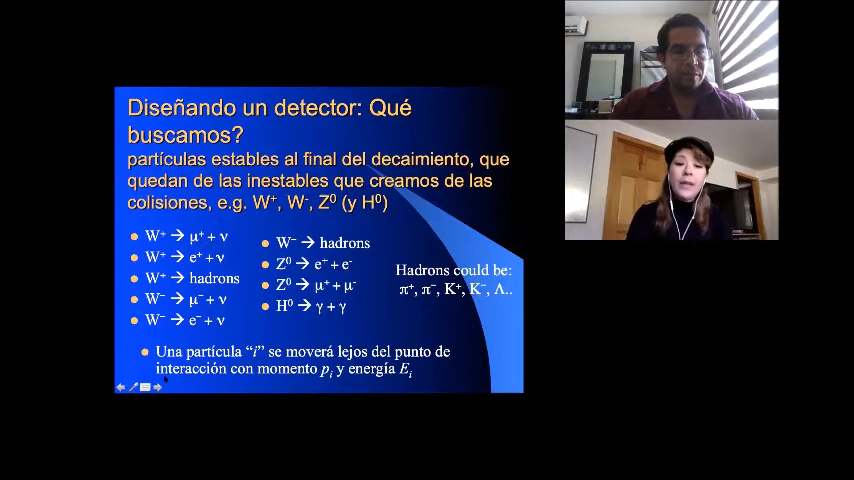 Diseñando un detector: Qué
buscamos?
partículas estables al final del decaimiento, que
quedan de las inestables que creamos de las
colisiones, e.g. W⁺, W⁻, Z⁰ (y H⁰)
W⁺ → μ⁺ + ν
W⁺ → e⁺ + ν
W⁺ → hadrons
W⁻ → μ⁻ + ν
W⁻ → e⁻ + ν
W⁻ → hadrons
Z⁰ → e⁺ + e⁻
Z⁰ → μ⁺ + μ⁻
H⁰ → γ + γ
Hadrons could be:
π⁺, π⁻, K⁺, K⁻, Λ..
Una partícula “i” se moverá lejos del punto de
interacción con momento pᵢ y energía Eᵢ